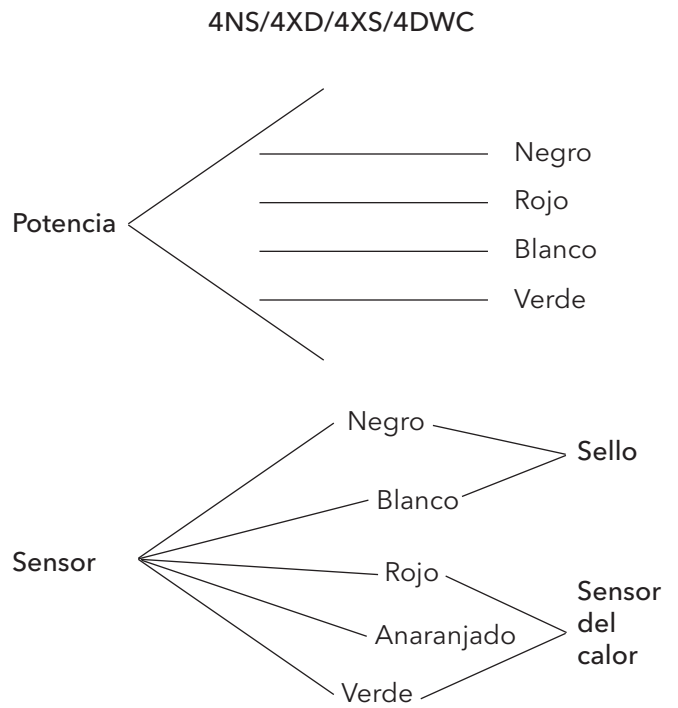 4NS/4XD/4XS/4DWC
Potencia
Negro
Rojo
Blanco
Verde
Sensor
Negro
Blanco
Rojo
Anaranjado
Verde
Sello
Sensor
del
calor